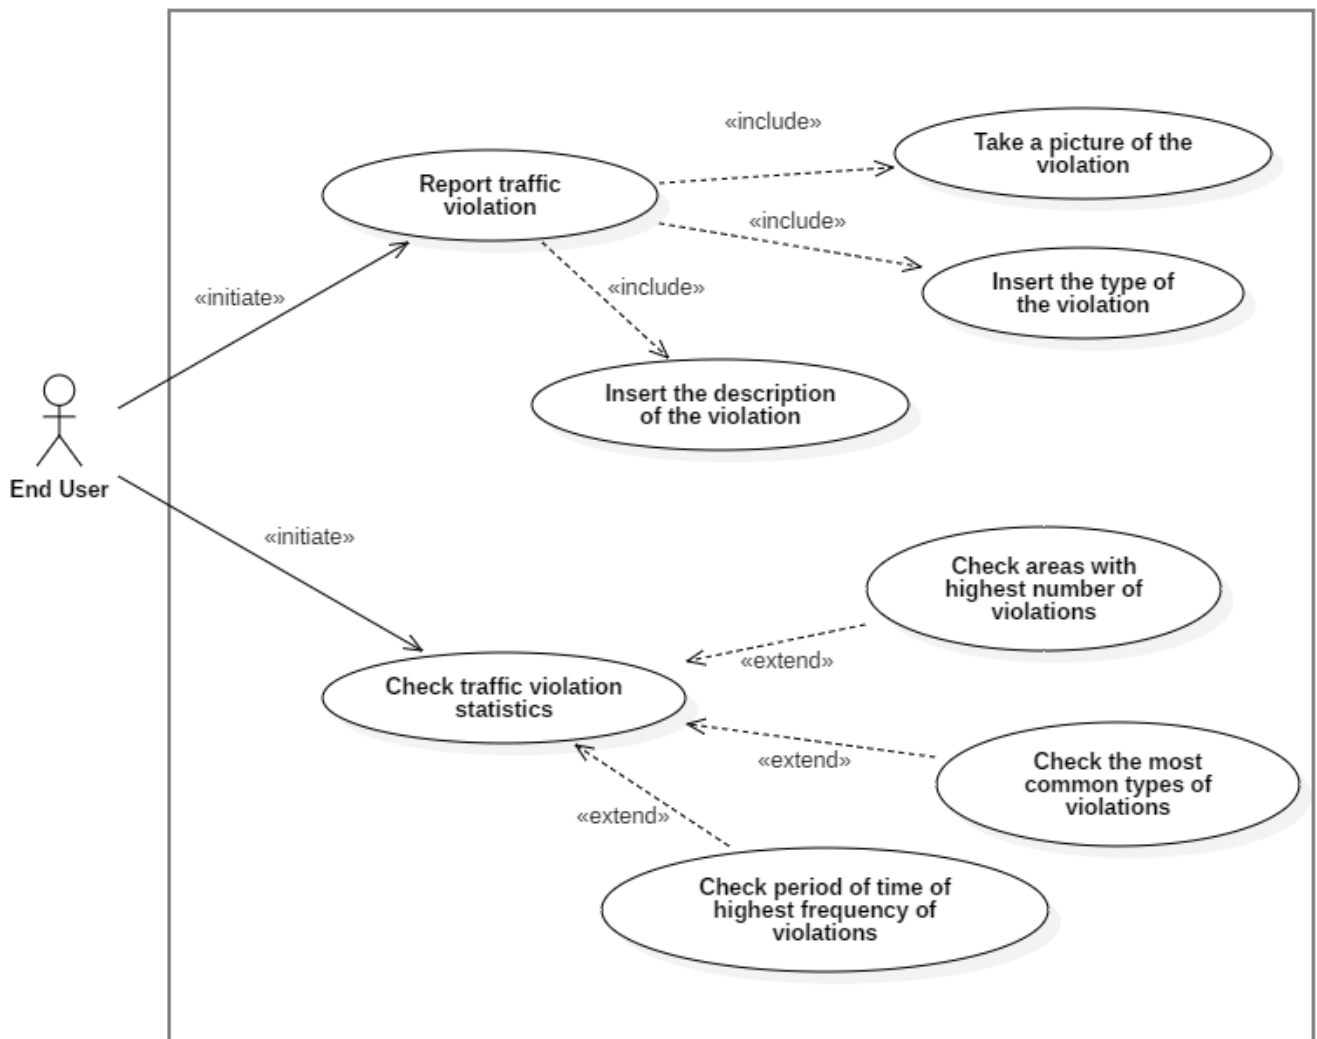 «include»
Take a picture of the
violation
Report traffic
violation
«include»
Insert the type of
the violation
«include»
«initiate»
Insert the description
of the violation
End User
«initiate»
Check areas with
highest number of
violations
«extend»
Check traffic violation
statistics
«extend»
Check the most
common types of
violations
«extend»
Check period of time of
highest frequency of
violations